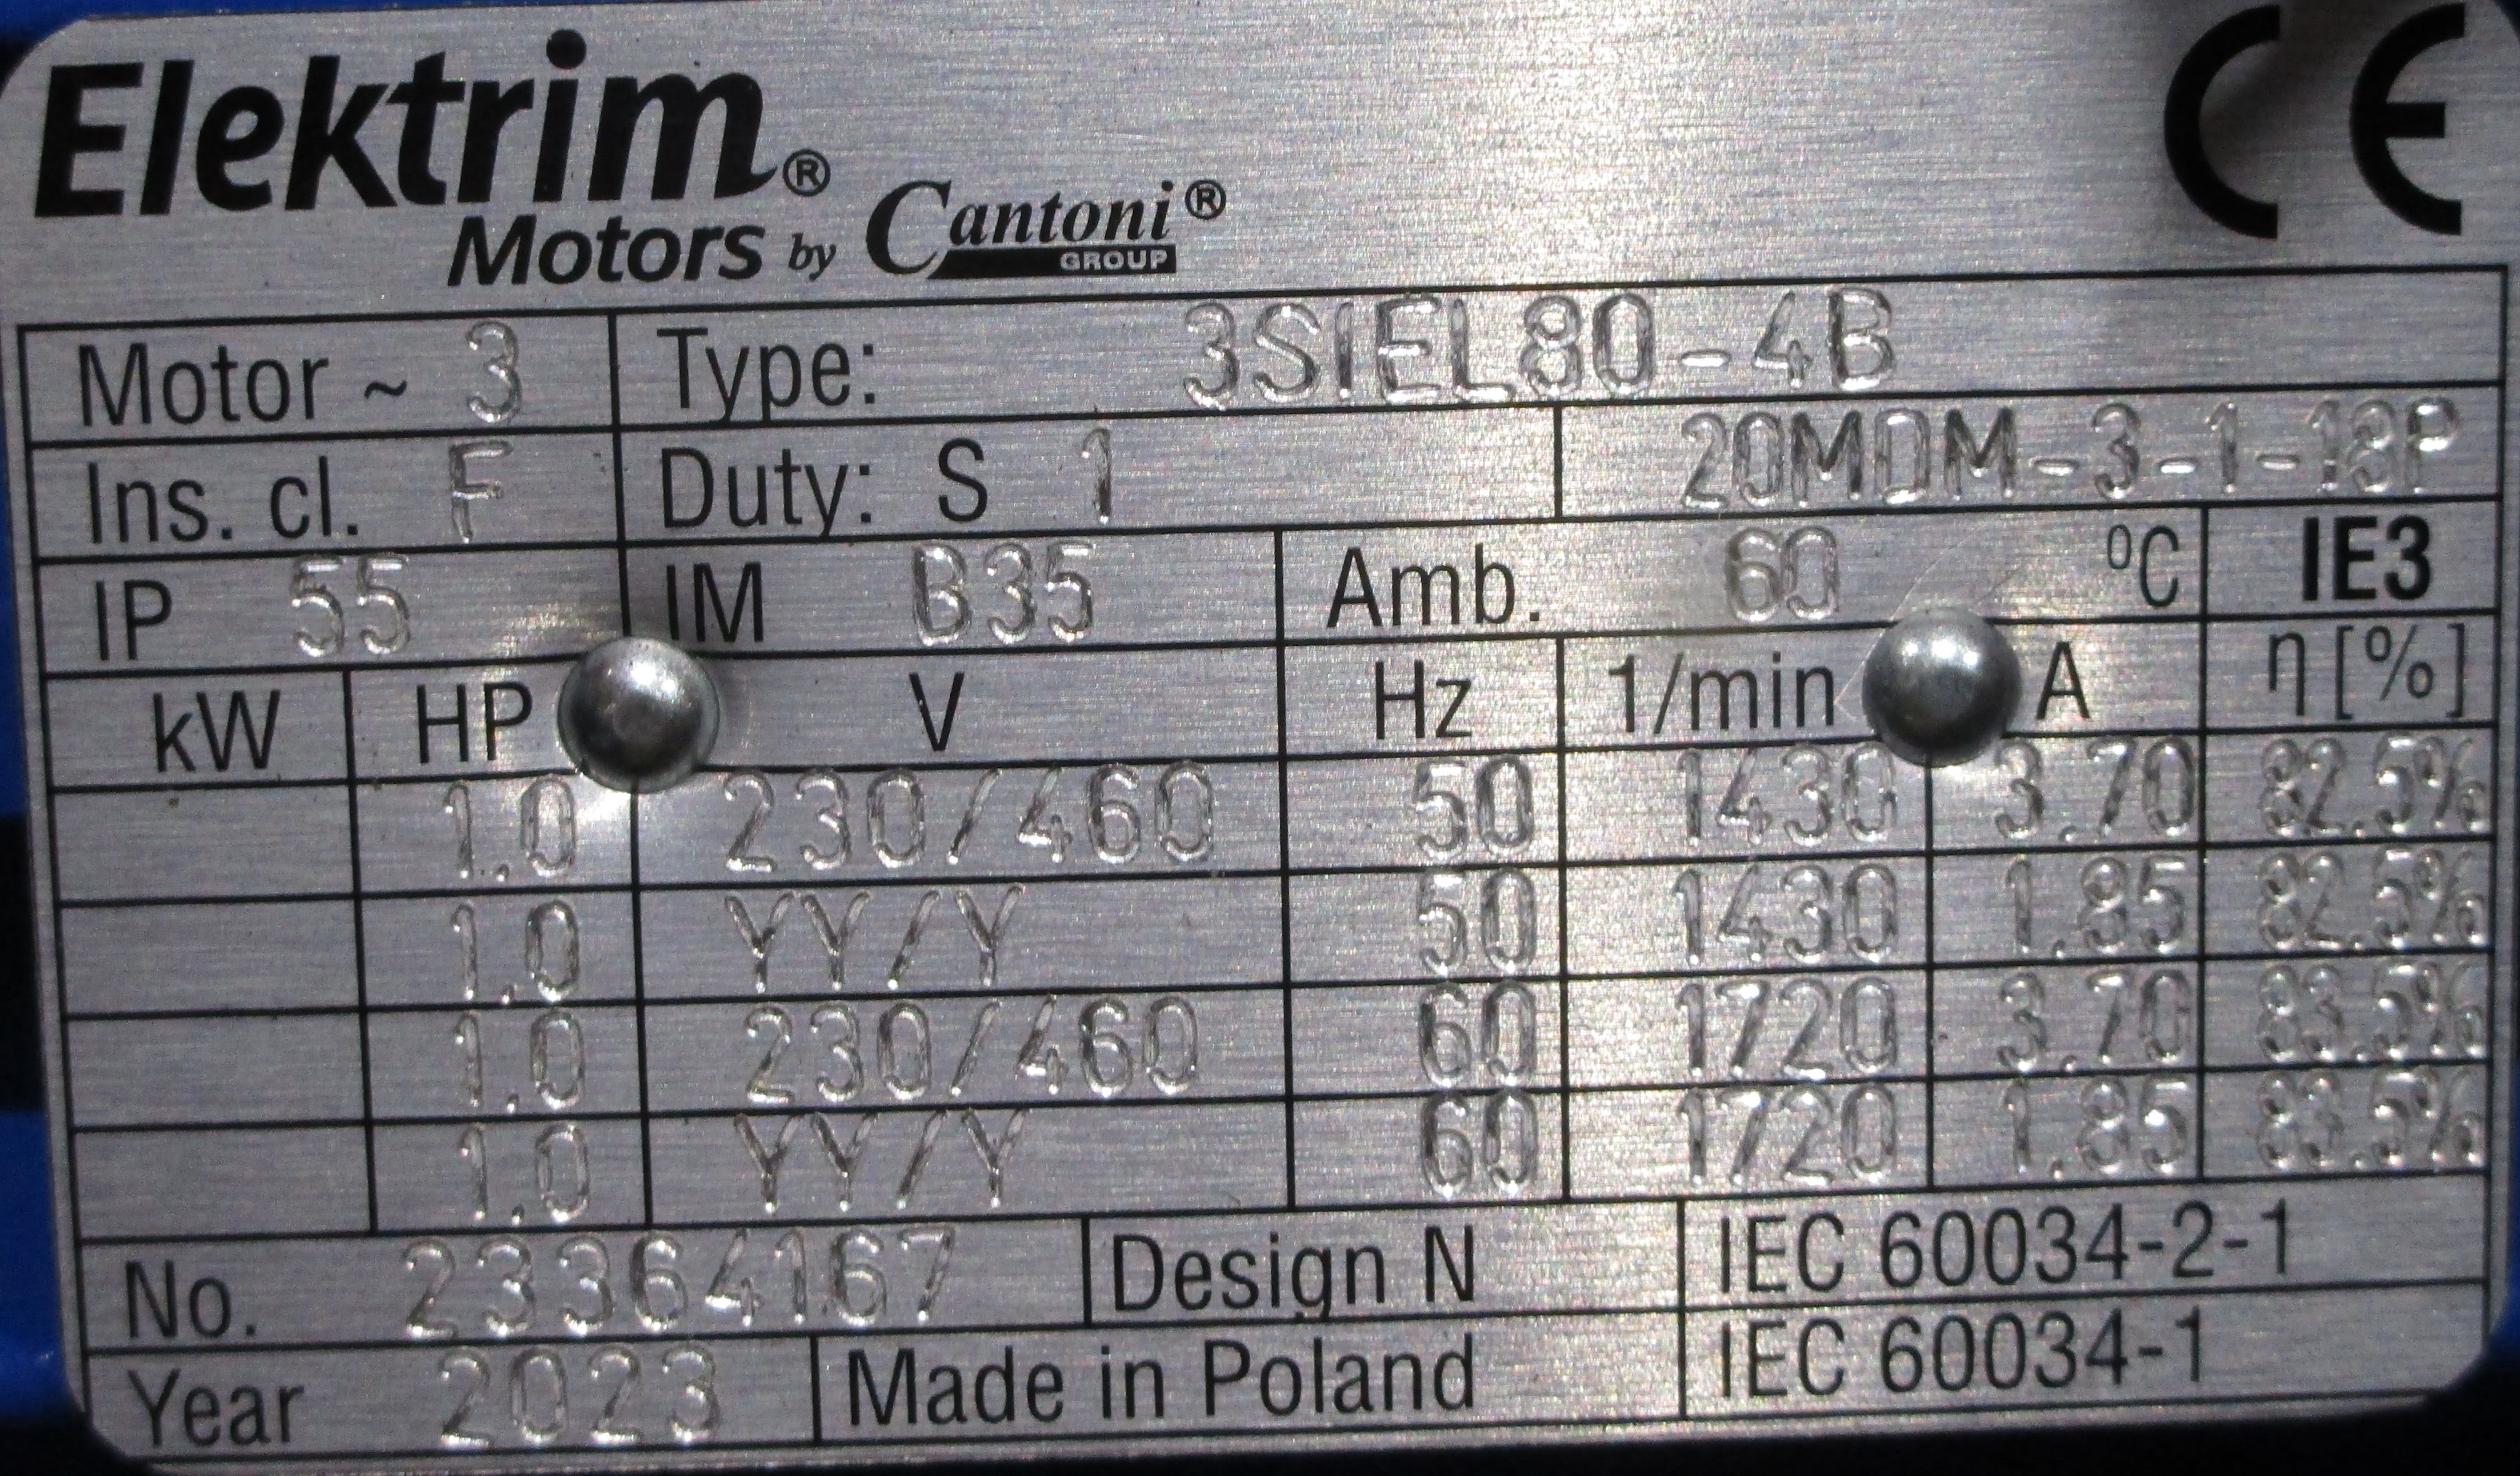 Elektrim®
Motors by Cantoni®
GROUP
CE
Motor ~ 3 Type: 3SIEL80-4B
Ins. cl. F Duty: S 1 20MDM-3-1-18P
IP 55 IM B35 Amb. 60 °C IE3
kW HP V Hz 1/min A η[%]
1.0 230/460 50 1430 3.70 82.5%
1.0 YY/Y 50 1430 1.85 82.5%
1.0 230/460 60 1720 3.70 83.5%
1.0 YY/Y 60 1720 1.85 83.5%
No. 23364167 Design N IEC 60034-2-1
Year 2023 Made in Poland IEC 60034-1